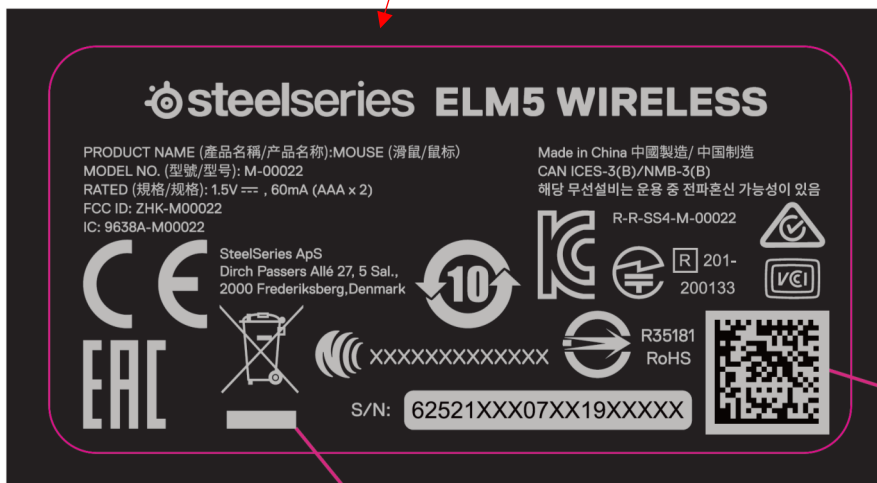 steelseries ELM5 WIRELESS
PRODUCT NAME (產品名稱/产品名称):MOUSE (滑鼠/鼠标)
MODEL NO. (型號/型号): M-00022
RATED (規格/规格): 1.5V ⎓ , 60mA (AAA x 2)
FCC ID: ZHK-M00022
IC: 9638A-M00022
Made in China 中國製造/ 中国制造
CAN ICES-3(B)/NMB-3(B)
해당 무선설비는 운용 중 전파혼신 가능성이 있음
R-R-SS4-M-00022
CE
SteelSeries ApS
Dirch Passers Allé 27, 5 Sal.,
2000 Frederiksberg,Denmark
10
KC
R 201-
200133
VCI
EAC
XXXXXXXXXXXXXX
R35181
RoHS
S/N: 62521XXX07XX19XXXXX